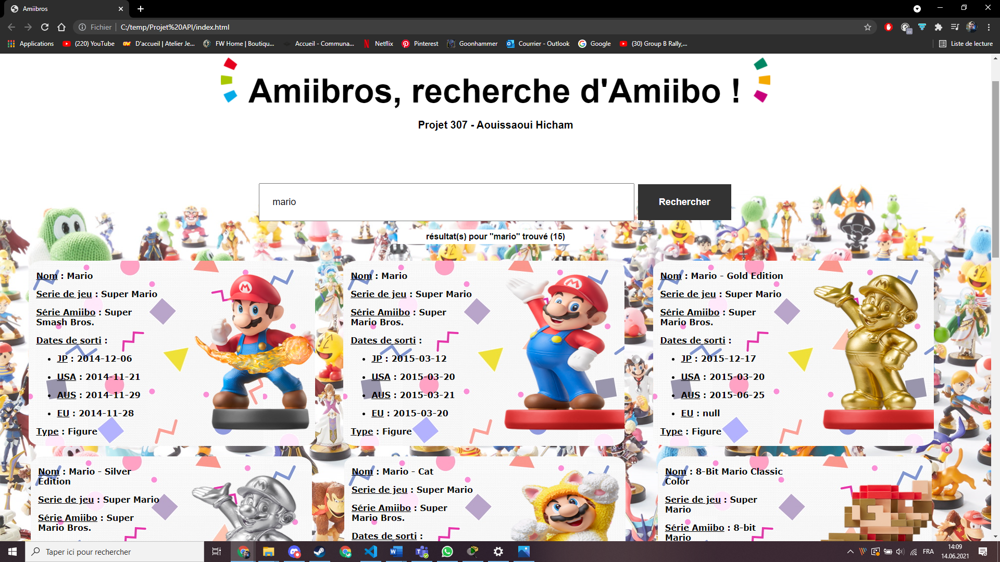 Amiibros
Fichier
C:/temp/Projet%20API/index.html
Applications
(220) YouTube
D'accueil | Atelier Je...
FW Home | Boutiqu...
Accueil - Communa...
Netflix
Pinterest
Goonhammer
Courrier - Outlook
Google
(30) Group B Rally,...
Liste de lecture
Amiibros, recherche d'Amiibo !
Projet 307 - Aouissaoui Hicham
mario
Rechercher
résultat(s) pour "mario" trouvé (15)
Nom : Mario
Serie de jeu : Super Mario
Série Amiibo : Super
Smash Bros.
Dates de sorti :
• JP : 2014-12-06
• USA : 2014-11-21
• AUS : 2014-11-29
• EU : 2014-11-28
Type : Figure
Nom : Mario
Serie de jeu : Super Mario
Série Amiibo : Super
Mario Bros.
Dates de sorti :
• JP : 2015-03-12
• USA : 2015-03-20
• AUS : 2015-03-21
• EU : 2015-03-20
Type : Figure
Nom : Mario - Gold Edition
Serie de jeu : Super Mario
Série Amiibo : Super
Mario Bros.
Dates de sorti :
• JP : 2015-12-17
• USA : 2015-03-20
• AUS : 2015-06-25
• EU : null
Type : Figure
Nom : Mario - Silver
Edition
Serie de jeu : Super Mario
Série Amiibo : Super
Mario Bros.
Nom : Mario - Cat
Serie de jeu : Super Mario
Série Amiibo : Super
Mario Bros.
Dates de sorti :
Nom : 8-Bit Mario Classic
Color
Serie de jeu : Super
Mario
Série Amiibo : 8-bit
Mario
Taper ici pour rechercher
FRA
14:09
14.06.2021